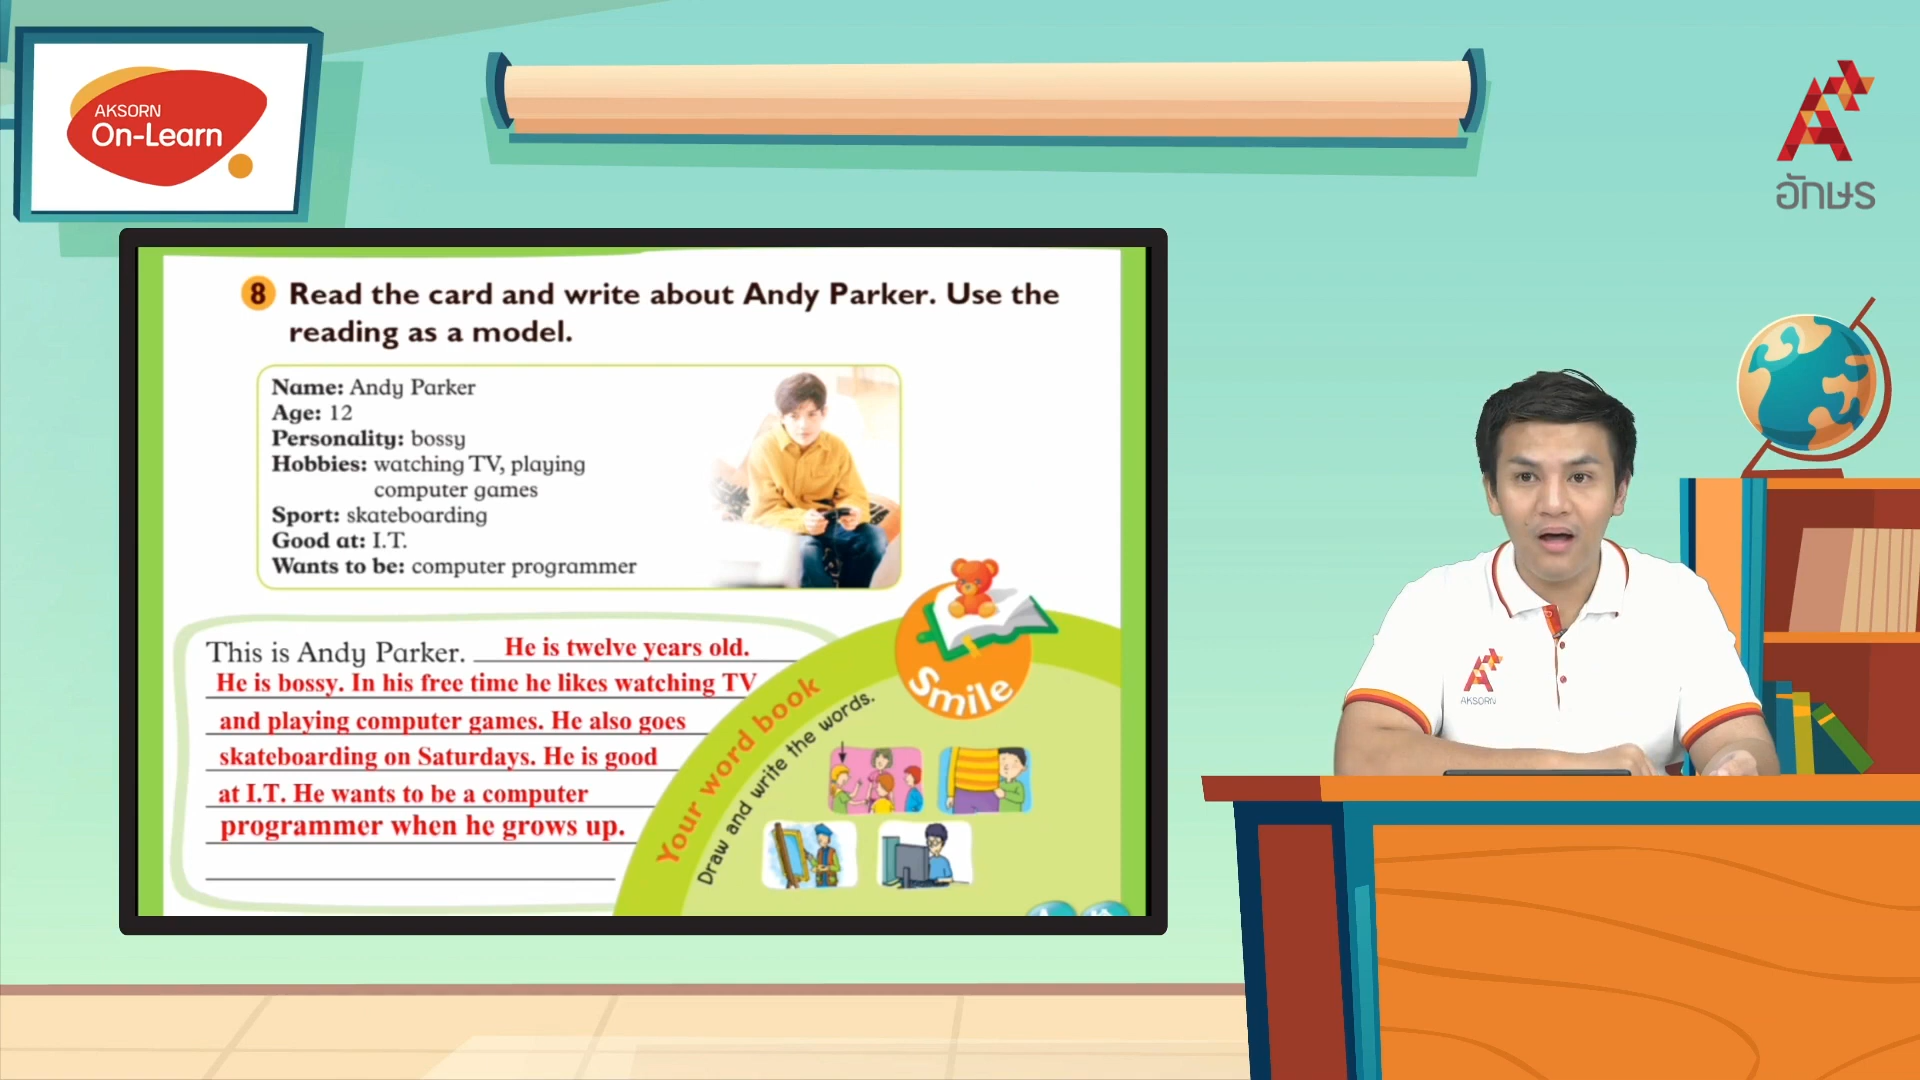 AKSORN
On-Learn
อักษร
8 Read the card and write about Andy Parker. Use the
reading as a model.
Name: Andy Parker
Age: 12
Personality: bossy
Hobbies: watching TV, playing
computer games
Sport: skateboarding
Good at: I.T.
Wants to be: computer programmer
This is Andy Parker. He is twelve years old.
He is bossy. In his free time he likes watching TV
and playing computer games. He also goes
skateboarding on Saturdays. He is good
at I.T. He wants to be a computer
programmer when he grows up.
Smile
Your word book
Draw and write the words.
AKSORN